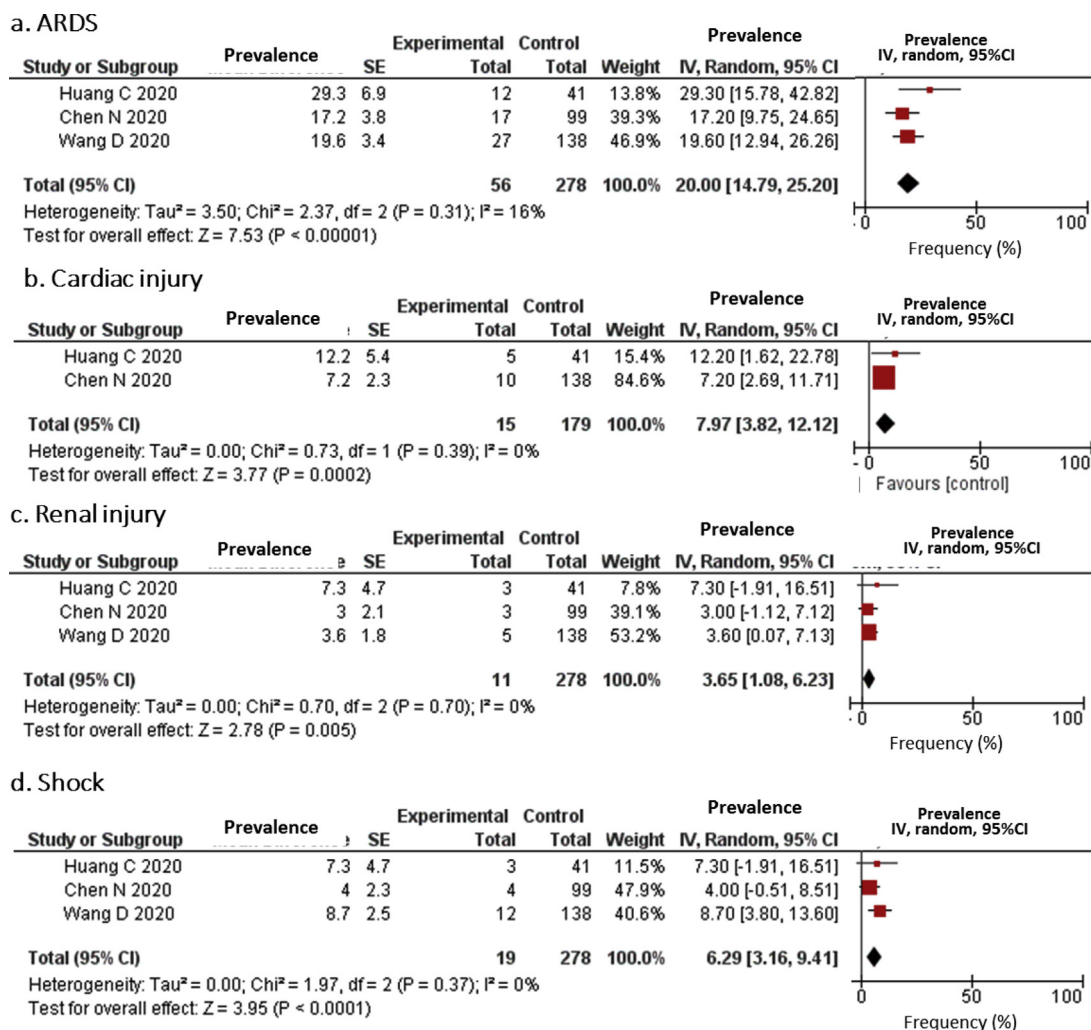 a. ARDS
Experimental Control Prevalence Prevalence
Study or Subgroup Prevalence SE Total Total Weight IV, Random, 95% CI IV, random, 95%CI
Huang C 2020 29.3 6.9 12 41 13.8% 29.30 [15.78, 42.82]
Chen N 2020 17.2 3.8 17 99 39.3% 17.20 [9.75, 24.65]
Wang D 2020 19.6 3.4 27 138 46.9% 19.60 [12.94, 26.26]
Total (95% CI) 56 278 100.0% 20.00 [14.79, 25.20]
Heterogeneity: Tau² = 3.50; Chi² = 2.37, df = 2 (P = 0.31); I² = 16%
Test for overall effect: Z = 7.53 (P < 0.00001)
0 50 100
Frequency (%)
b. Cardiac injury
Experimental Control Prevalence Prevalence
Study or Subgroup Prevalence SE Total Total Weight IV, Random, 95% CI IV, random, 95%CI
Huang C 2020 12.2 5.4 5 41 15.4% 12.20 [1.62, 22.78]
Chen N 2020 7.2 2.3 10 138 84.6% 7.20 [2.69, 11.71]
Total (95% CI) 15 179 100.0% 7.97 [3.82, 12.12]
Heterogeneity: Tau² = 0.00; Chi² = 0.73, df = 1 (P = 0.39); I² = 0%
Test for overall effect: Z = 3.77 (P = 0.0002)
0 50 100
Favours [control]
c. Renal injury
Experimental Control Prevalence Prevalence
Study or Subgroup Prevalence SE Total Total Weight IV, Random, 95% CI IV, random, 95%CI
Huang C 2020 7.3 4.7 3 41 7.8% 7.30 [-1.91, 16.51]
Chen N 2020 3 2.1 3 99 39.1% 3.00 [-1.12, 7.12]
Wang D 2020 3.6 1.8 5 138 53.2% 3.60 [0.07, 7.13]
Total (95% CI) 11 278 100.0% 3.65 [1.08, 6.23]
Heterogeneity: Tau² = 0.00; Chi² = 0.70, df = 2 (P = 0.70); I² = 0%
Test for overall effect: Z = 2.78 (P = 0.005)
0 50 100
Frequency (%)
d. Shock
Experimental Control Prevalence Prevalence
Study or Subgroup Prevalence SE Total Total Weight IV, Random, 95% CI IV, random, 95%CI
Huang C 2020 7.3 4.7 3 41 11.5% 7.30 [-1.91, 16.51]
Chen N 2020 4 2.3 4 99 47.9% 4.00 [-0.51, 8.51]
Wang D 2020 8.7 2.5 12 138 40.6% 8.70 [3.80, 13.60]
Total (95% CI) 19 278 100.0% 6.29 [3.16, 9.41]
Heterogeneity: Tau² = 0.00; Chi² = 1.97, df = 2 (P = 0.37); I² = 0%
Test for overall effect: Z = 3.95 (P < 0.0001)
0 50 100
Frequency (%)